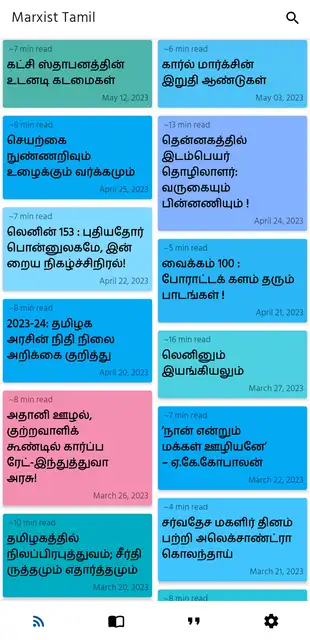 Marxist Tamil
~7 min read
கட்சி ஸ்தாபனத்தின்
உடனடி கடமைகள்
May 12, 2023
~6 min read
கார்ல் மார்க்சின்
இறுதி ஆண்டுகள்
May 03, 2023
~8 min read
செயற்கை
நுண்ணறிவும்
உழைக்கும் வர்க்கமும்
April 25, 2023
~13 min read
தென்னகத்தில்
இடம்பெயர்
தொழிலாளர்:
வருகையும்
பின்னணியும் !
April 24, 2023
~7 min read
லெனின் 153 : புதியதோர்
பொன்னுலகமே, இன்
றைய நிகழ்ச்சிநிரல்!
April 22, 2023
~5 min read
வைக்கம் 100 :
போராட்டக் களம் தரும்
பாடங்கள் !
April 21, 2023
~8 min read
2023-24: தமிழக
அரசின் நிதி நிலை
அறிக்கை குறித்து
April 20, 2023
~16 min read
லெனினும்
இயங்கியலும்
March 27, 2023
~8 min read
அதானி ஊழல்,
குற்றவாளிக்
கூண்டில் கார்ப்ப
ரேட்-இந்துத்துவா
அரசு!
March 26, 2023
~7 min read
‘நான் என்றும்
மக்கள் ஊழியனே’
– ஏ.கே.கோபாலன்
March 22, 2023
~10 min read
தமிழகத்தில்
நிலப்பிரபுத்துவம்; சீர்தி
ருத்தமும் எதார்த்தமும்
March 20, 2023
~4 min read
சர்வதேச மகளிர் தினம்
பற்றி அலெக்சாண்ட்ரா
கொலந்தாய்
March 21, 2023
~8 min read